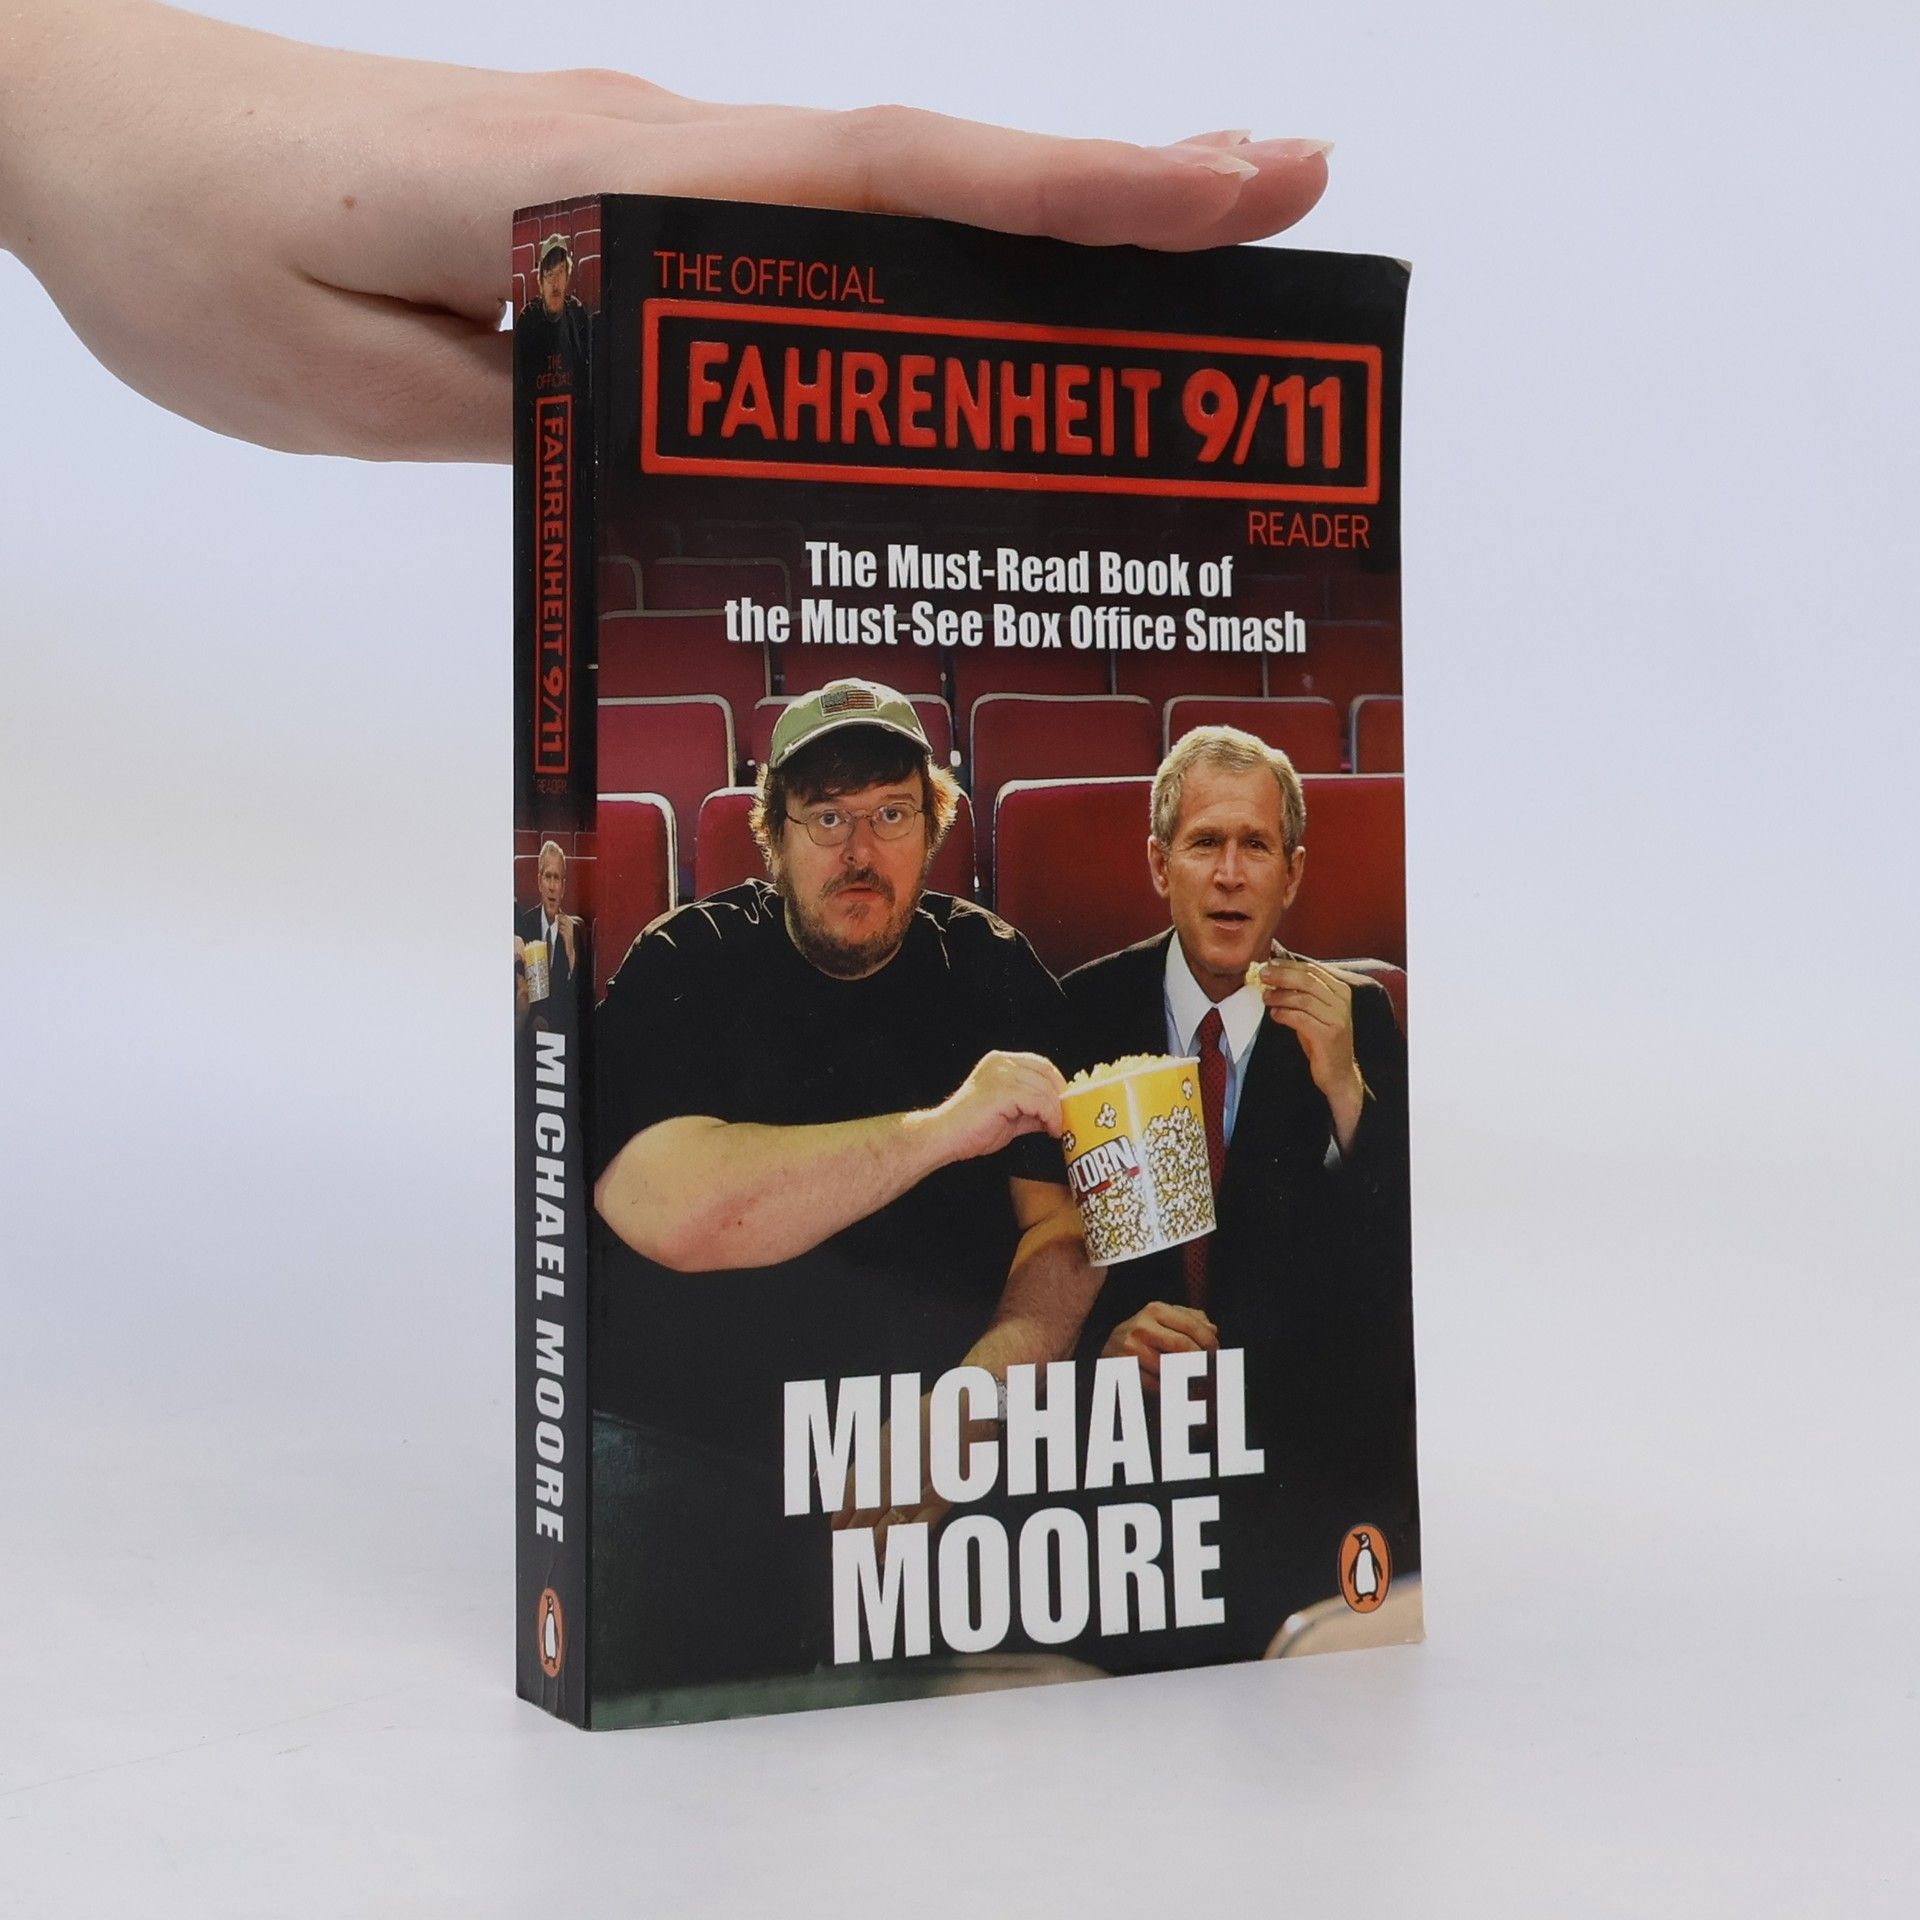 THE OFFICIAL
FAHRENHEIT 9/11
READER
The Must-Read Book of
the Must-See Box Office Smash
PCORN
MICHAEL
MOORE
THE
OFFICIAL
FAHRENHEIT 9/11
READER
MICHAEL MOORE